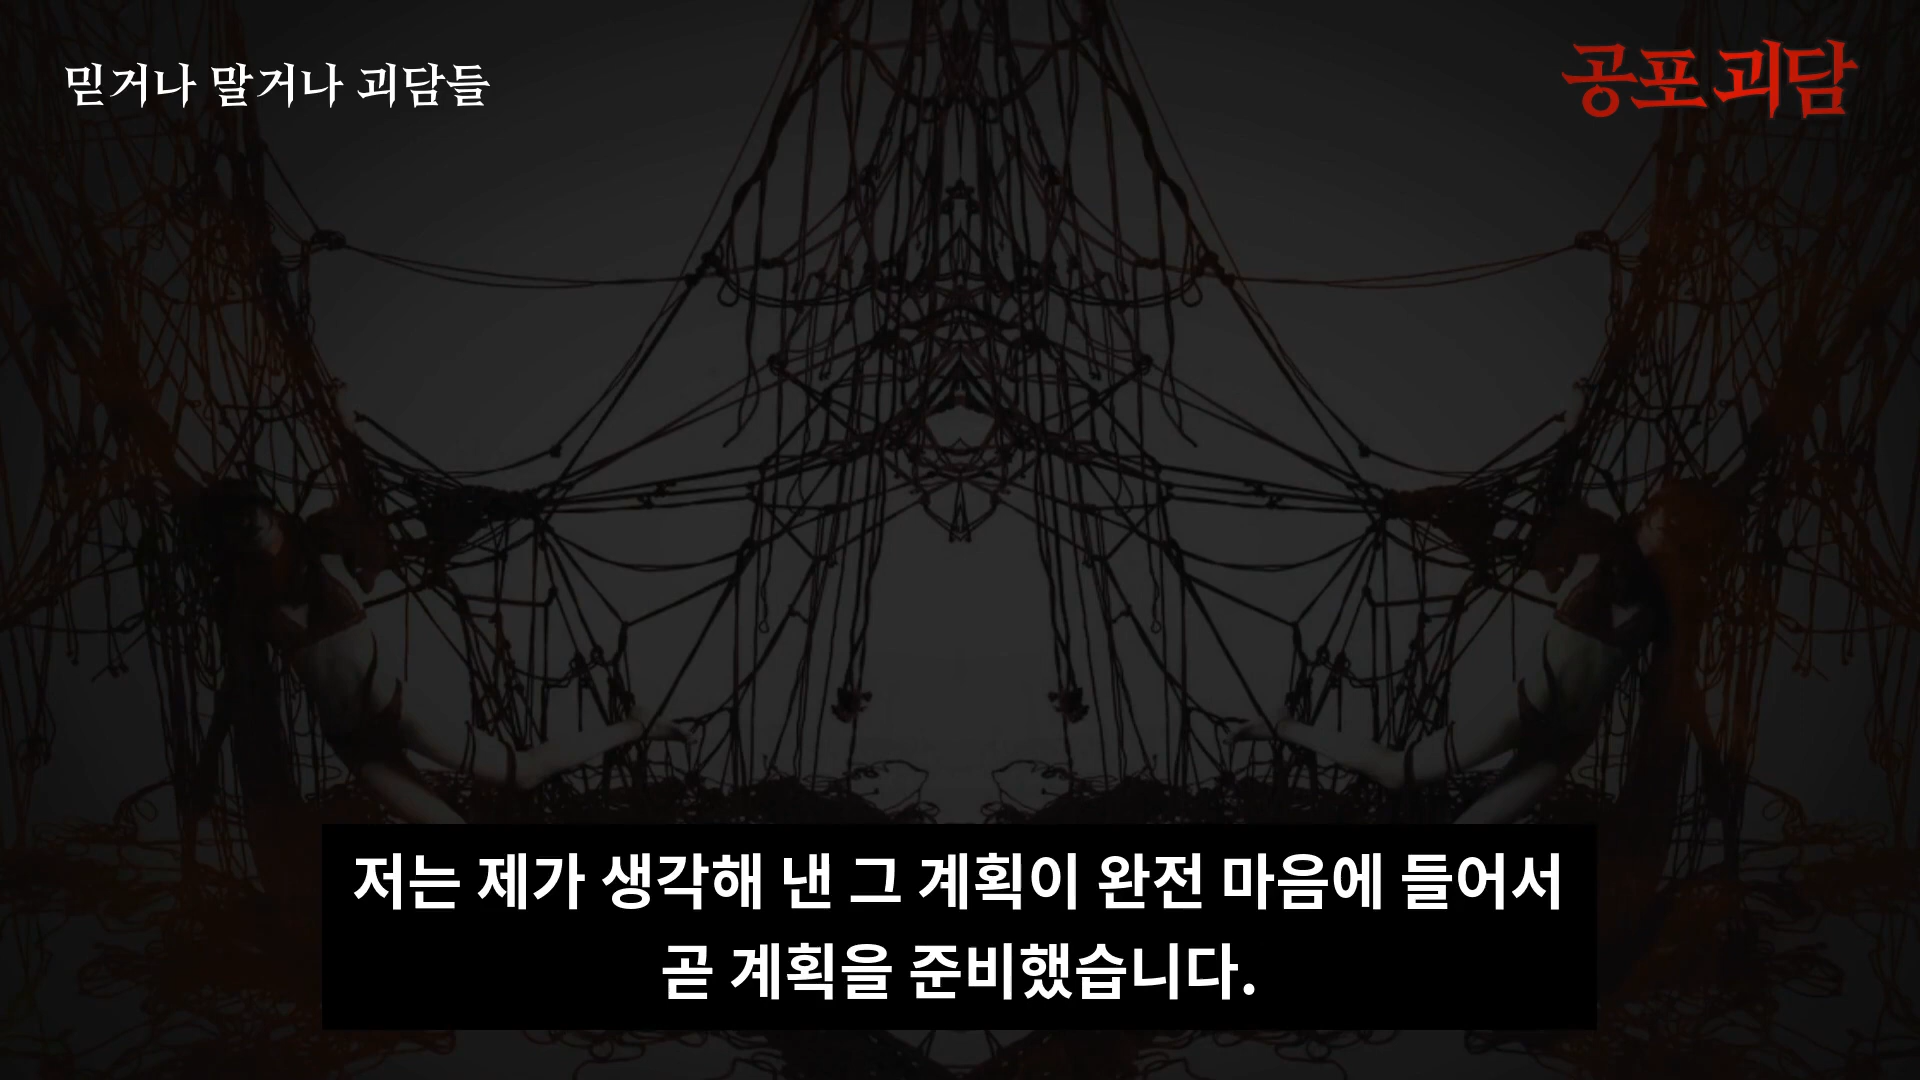 믿거나 말거나 괴담들
공포 괴담
저는 제가 생각해 낸 그 계획이 완전 마음에 들어서
곧 계획을 준비했습니다.